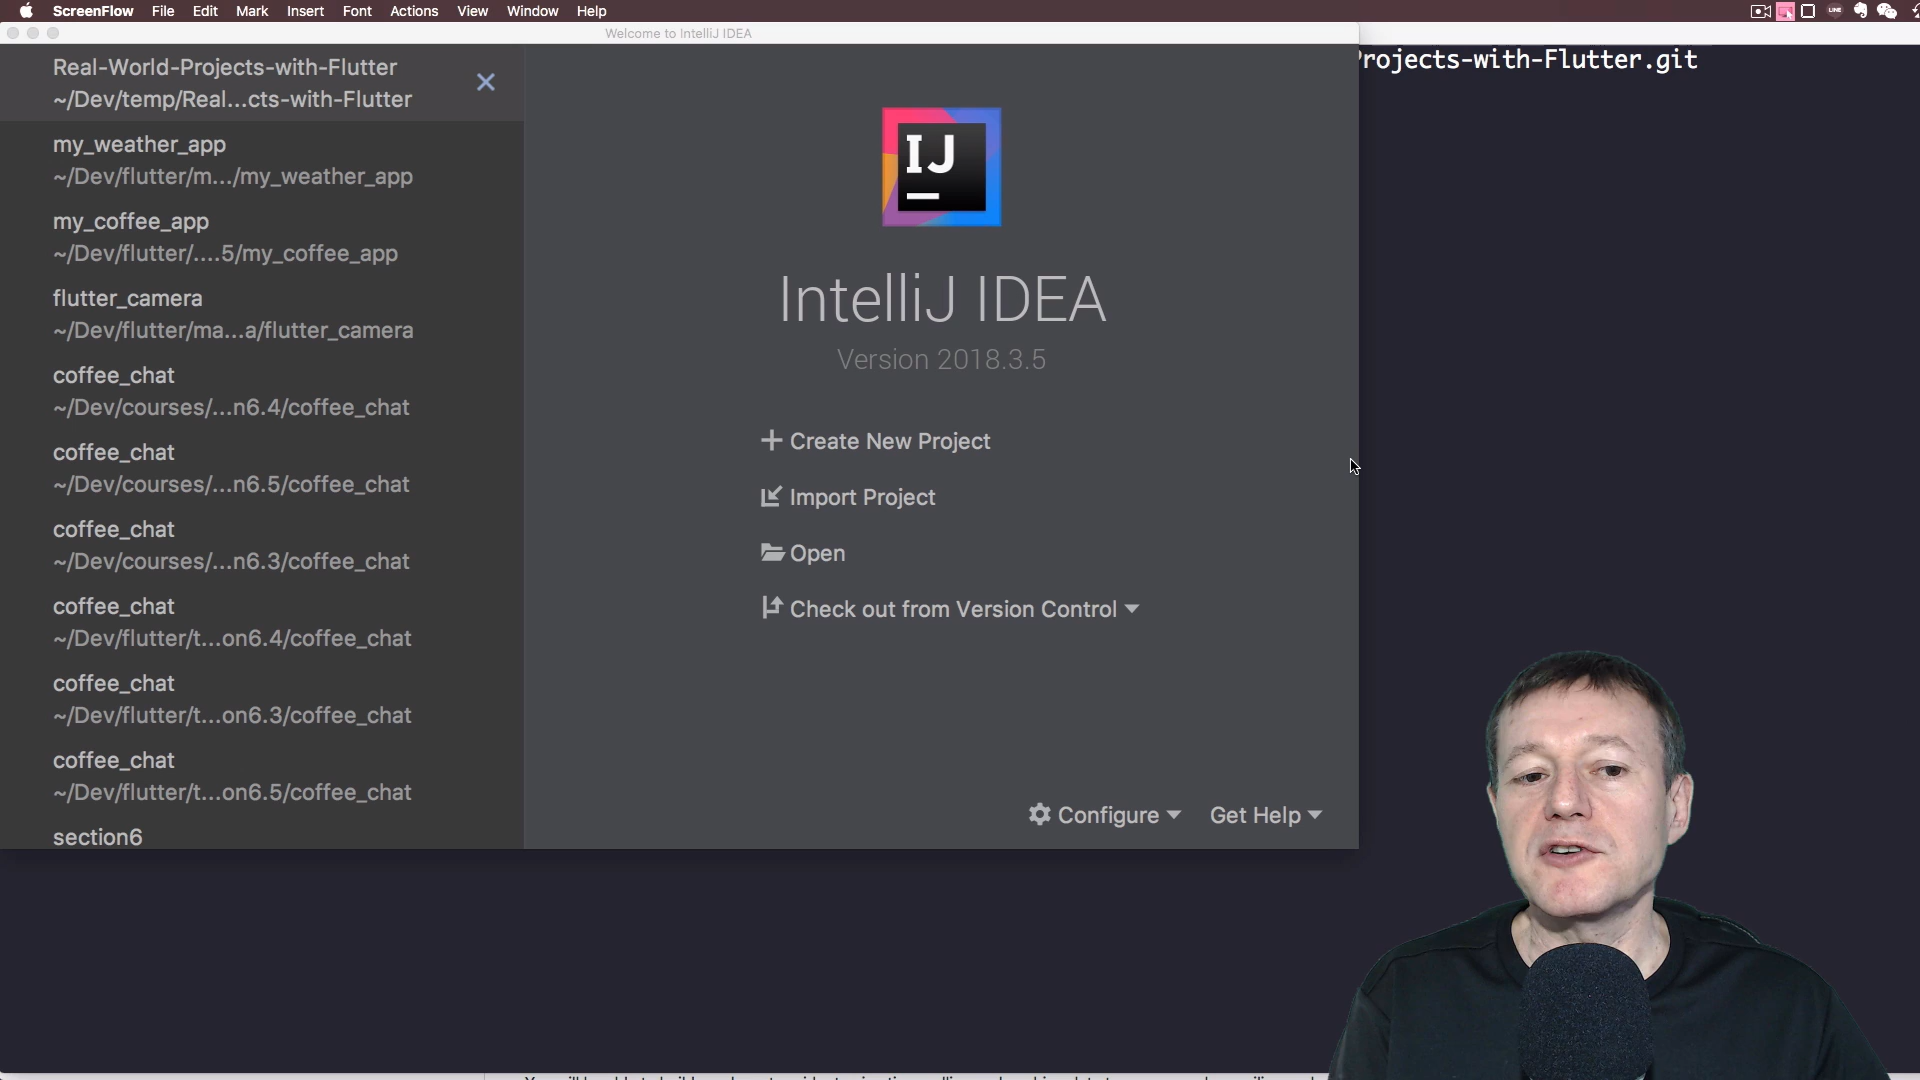 ScreenFlow File Edit Mark Insert Font Actions View Window Help
LINE
Welcome to IntelliJ IDEA
Real-World-Projects-with-Flutter
~/Dev/temp/Real...cts-with-Flutter
my_weather_app
~/Dev/flutter/m.../my_weather_app
my_coffee_app
~/Dev/flutter/....5/my_coffee_app
flutter_camera
~/Dev/flutter/ma...a/flutter_camera
coffee_chat
~/Dev/courses/...n6.4/coffee_chat
coffee_chat
~/Dev/courses/...n6.5/coffee_chat
coffee_chat
~/Dev/courses/...n6.3/coffee_chat
coffee_chat
~/Dev/flutter/t...on6.4/coffee_chat
coffee_chat
~/Dev/flutter/t...on6.3/coffee_chat
coffee_chat
~/Dev/flutter/t...on6.5/coffee_chat
section6
IJ
IntelliJ IDEA
Version 2018.3.5
Create New Project
Import Project
Open
Check out from Version Control
Configure
Get Help
Projects-with-Flutter.git